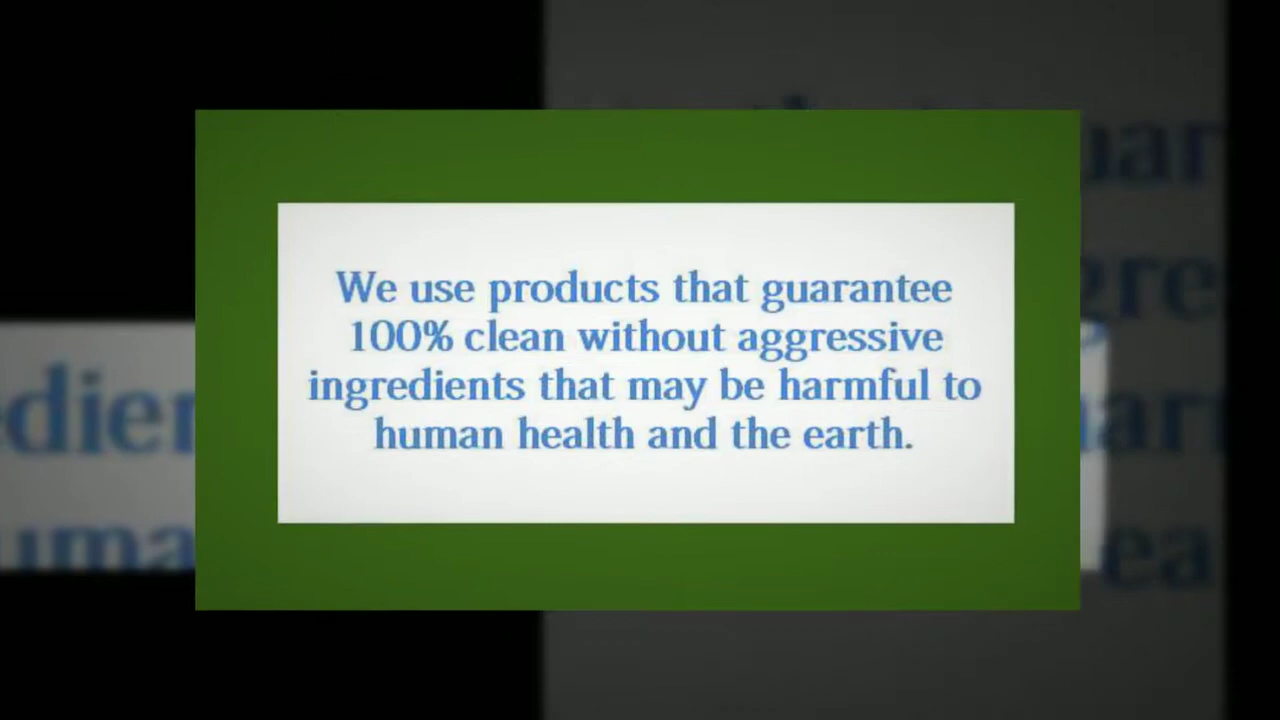 We use products that guarantee
100% clean without aggressive
ingredients that may be harmful to
human health and the earth.